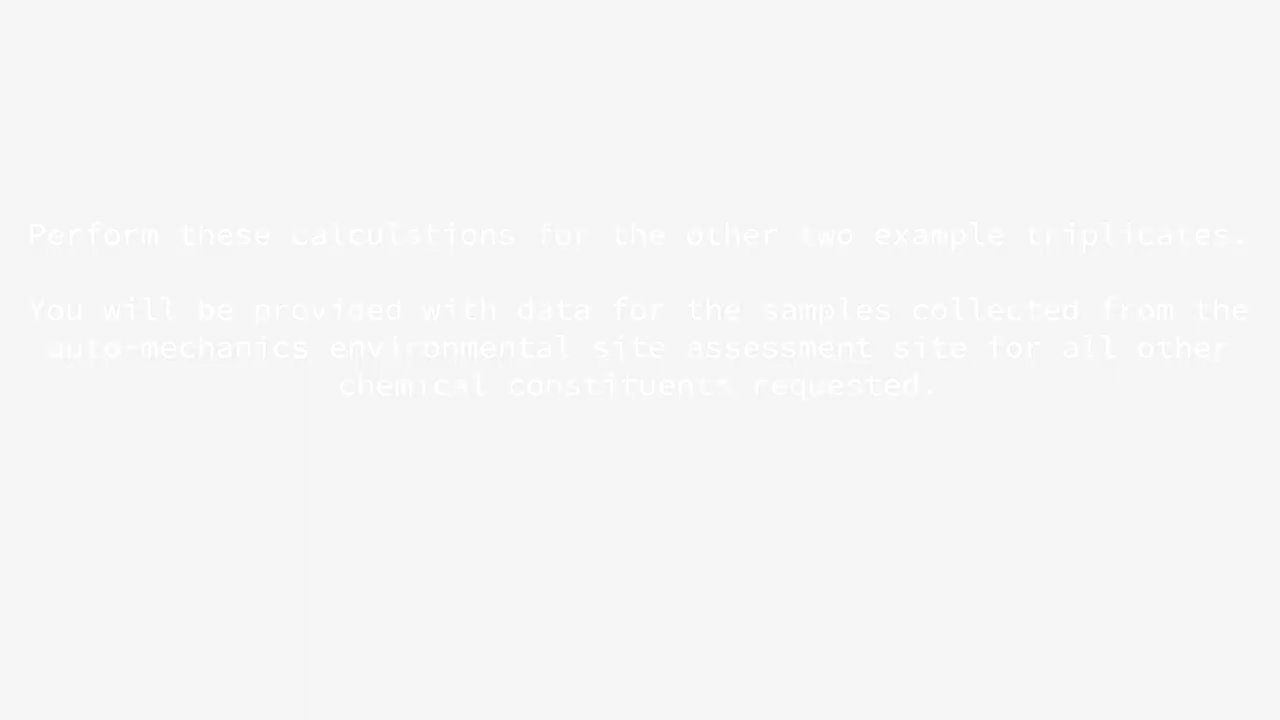 Perform these calculations for the other two example triplicates.
You will be provided with data for the samples collected from the
auto-mechanics environmental site assessment site for all other
chemical constituents requested.